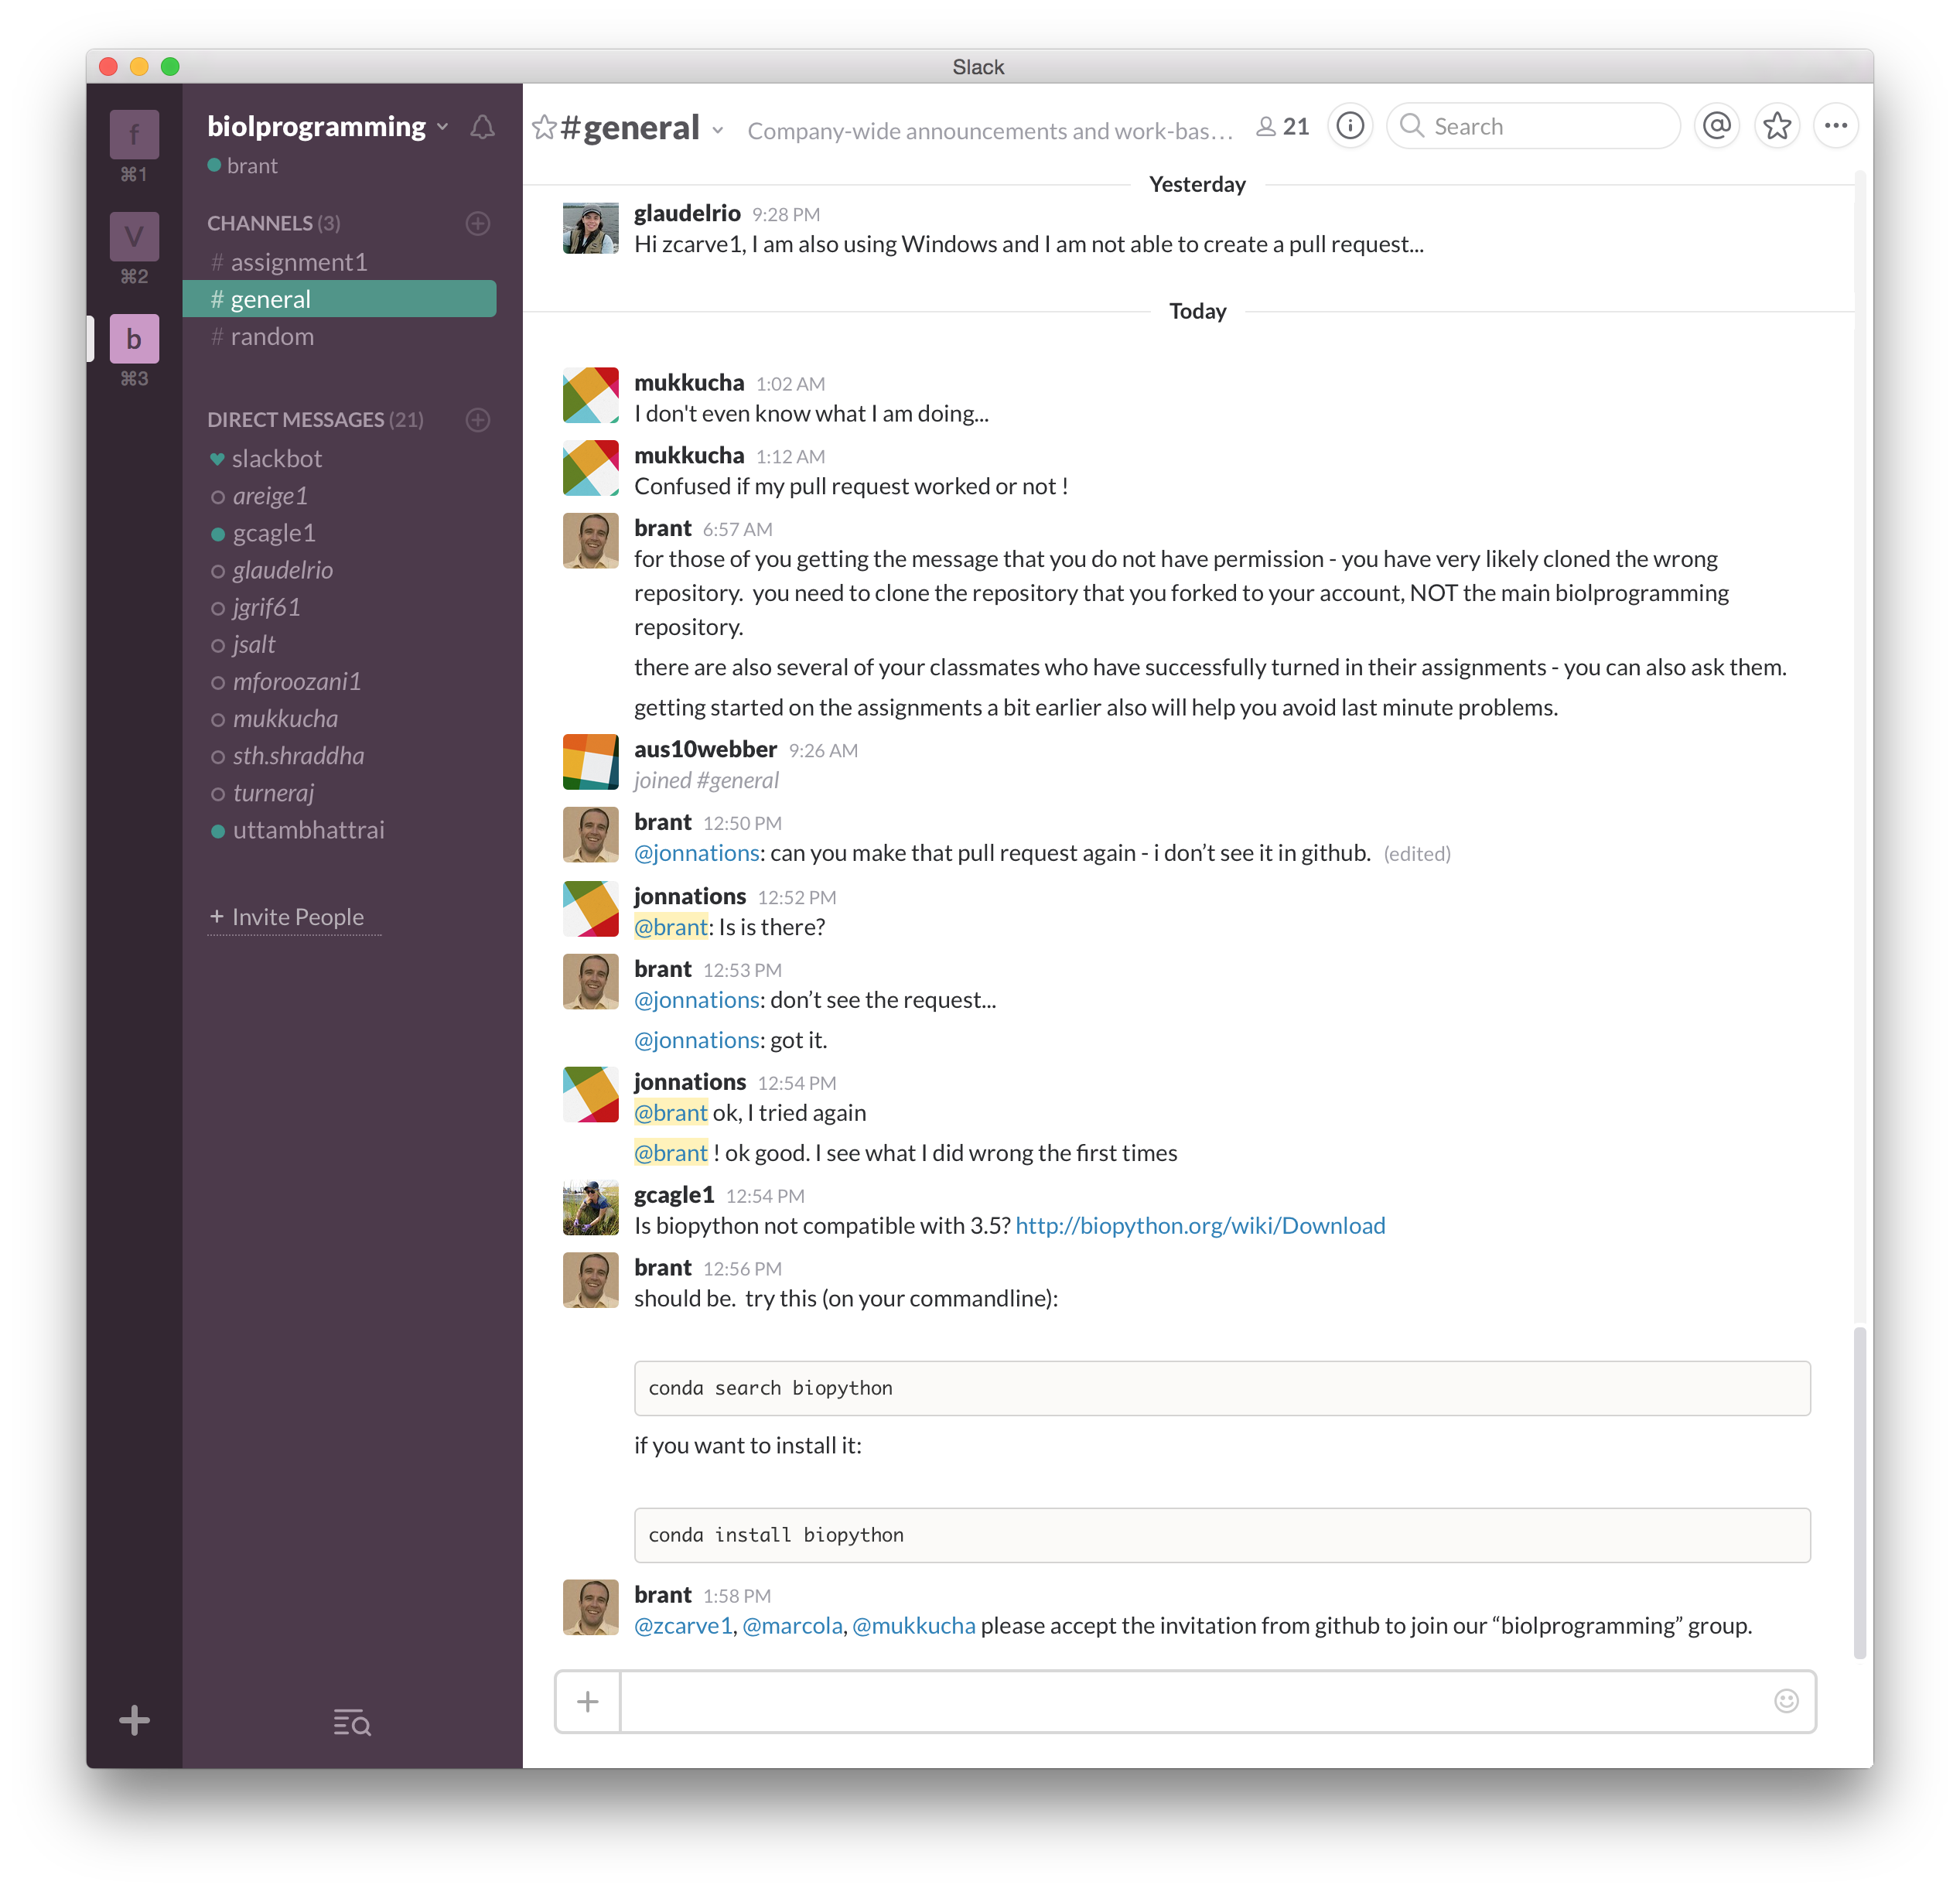 Slack
f
⌘1
V
⌘2
b
⌘3
biolprogramming
brant
CHANNELS (3)
# assignment1
# general
# random
DIRECT MESSAGES (21)
slackbot
areige1
gcagle1
glaudelrio
jgrif61
jsalt
mforoozani1
mukkucha
sth.shraddha
turneraj
uttambhattrai
+ Invite People
#general
Company-wide announcements and work-bas…
21
Search
Yesterday
glaudelrio 9:28 PM
Hi zcarve1, I am also using Windows and I am not able to create a pull request...
Today
mukkucha 1:02 AM
I don't even know what I am doing...
mukkucha 1:12 AM
Confused if my pull request worked or not !
brant 6:57 AM
for those of you getting the message that you do not have permission - you have very likely cloned the wrong
repository.  you need to clone the repository that you forked to your account, NOT the main biolprogramming
repository.
there are also several of your classmates who have successfully turned in their assignments - you can also ask them.
getting started on the assignments a bit earlier also will help you avoid last minute problems.
aus10webber 9:26 AM
joined #general
brant 12:50 PM
@jonnations: can you make that pull request again - i don’t see it in github. (edited)
jonnations 12:52 PM
@brant: Is is there?
brant 12:53 PM
@jonnations: don’t see the request...
@jonnations: got it.
jonnations 12:54 PM
@brant ok, I tried again
@brant ! ok good. I see what I did wrong the first times
gcagle1 12:54 PM
Is biopython not compatible with 3.5? http://biopython.org/wiki/Download
brant 12:56 PM
should be.  try this (on your commandline):
conda search biopython
if you want to install it:
conda install biopython
brant 1:58 PM
@zcarve1, @marcola, @mukkucha please accept the invitation from github to join our “biolprogramming” group.